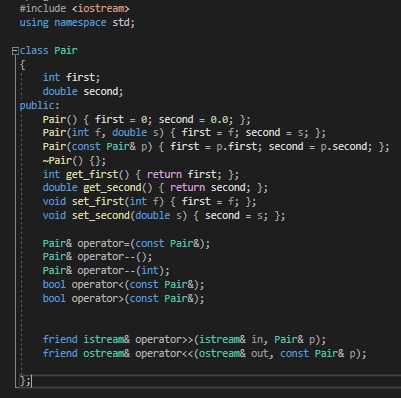 #include <iostream>
using namespace std;
class Pair
{
int first;
double second;
public:
Pair() { first = 0; second = 0.0; };
Pair(int f, double s) { first = f; second = s; };
Pair(const Pair& p) { first = p.first; second = p.second; };
~Pair() {};
int get_first() { return first; };
double get_second() { return second; };
void set_first(int f) { first = f; };
void set_second(double s) { second = s; };
Pair& operator=(const Pair&);
Pair& operator--();
Pair& operator--(int);
bool operator<(const Pair&);
bool operator>(const Pair&);
friend istream& operator>>(istream& in, Pair& p);
friend ostream& operator<<(ostream& out, const Pair& p);
};